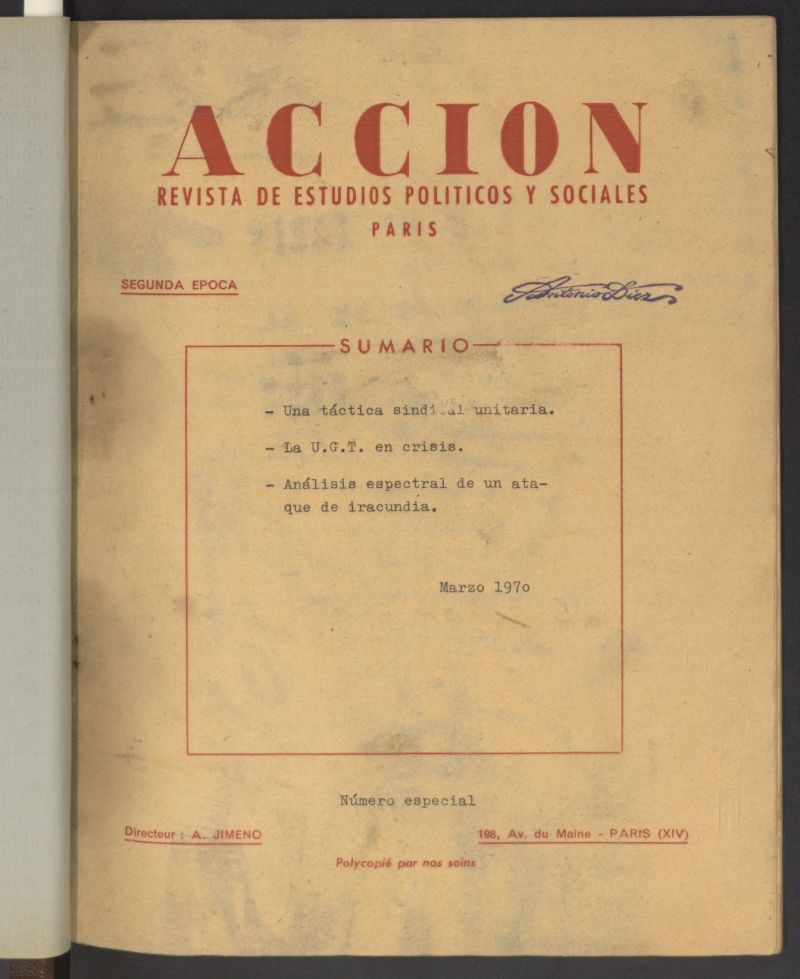 ACCION
REVISTA DE ESTUDIOS POLITICOS Y SOCIALES
PARIS
SEGUNDA EPOCA
Antonio Díez
SUMARIO
- Una táctica sindical unitaria.
- La U.G.T. en crisis.
- Análisis espectral de un ata-
que de iracundia.
Marzo 1970
Número especial
Directeur : A. JIMENO
198, Av. du Maine - PARIS (XIV)
Polycopié par nos soins